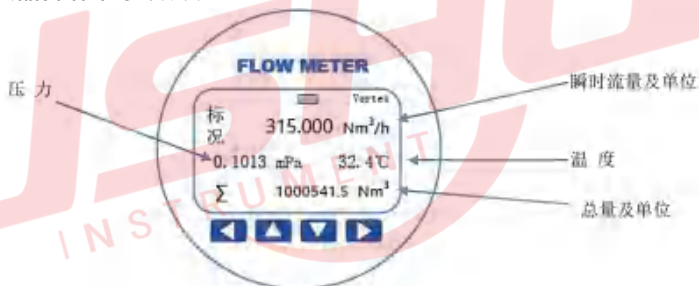 FLOW METER
Vortex
标况
315.000 Nm³/h
0.1013 mPa 32.4℃
Σ 1000541.5 Nm³
压 力
瞬时流量及单位
温 度
总量及单位
INSTRUMENT